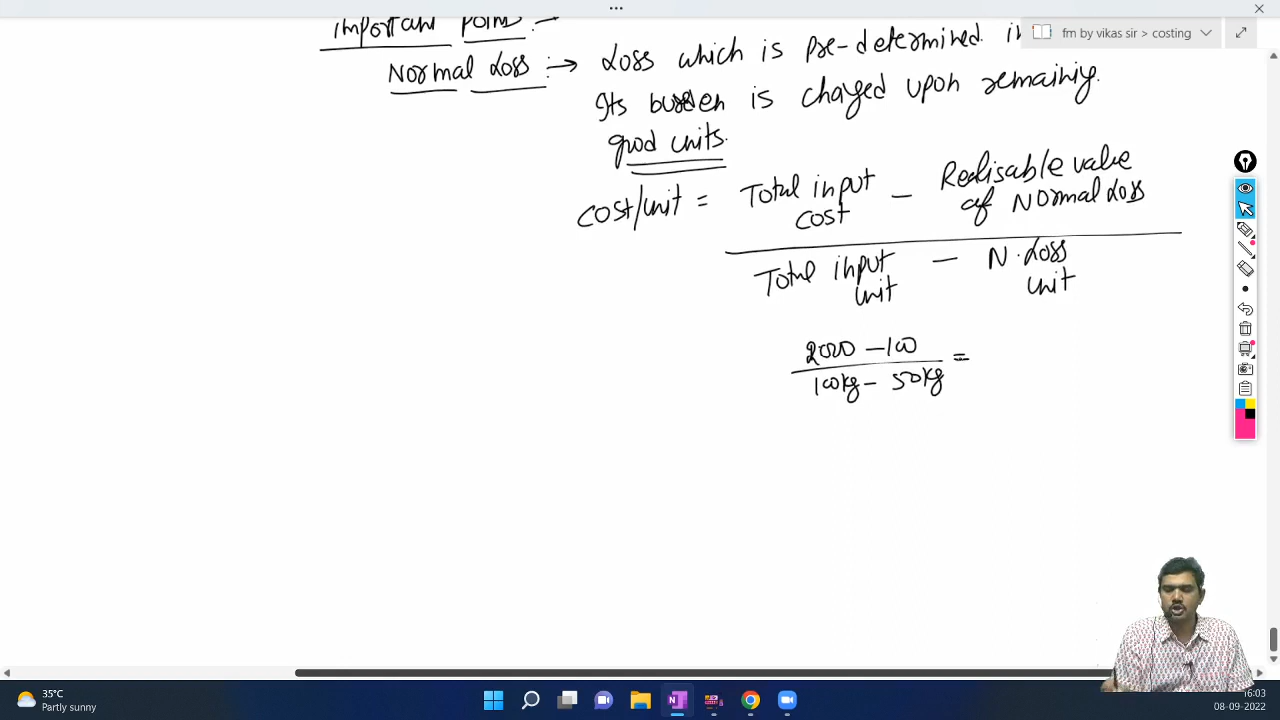 important points :-
fm by vikas sir > costing
Normal Loss :→ Loss which is pre-determined in
Its burden is charged upon remaining
good units.
Cost/unit = Total input cost − Realisable value of Normal Loss
Total input unit − N. Loss unit
2000 − 100
100kg − 50kg =
35°C
Partly sunny
16:03
08-09-2022